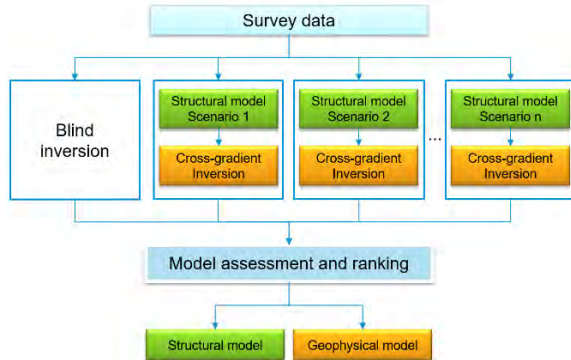 Survey data
Blind
inversion
Structural model
Scenario 1
Cross-gradient
Inversion
Structural model
Scenario 2
Cross-gradient
Inversion
...
Structural model
Scenario n
Cross-gradient
Inversion
Model assessment and ranking
Structural model
Geophysical model